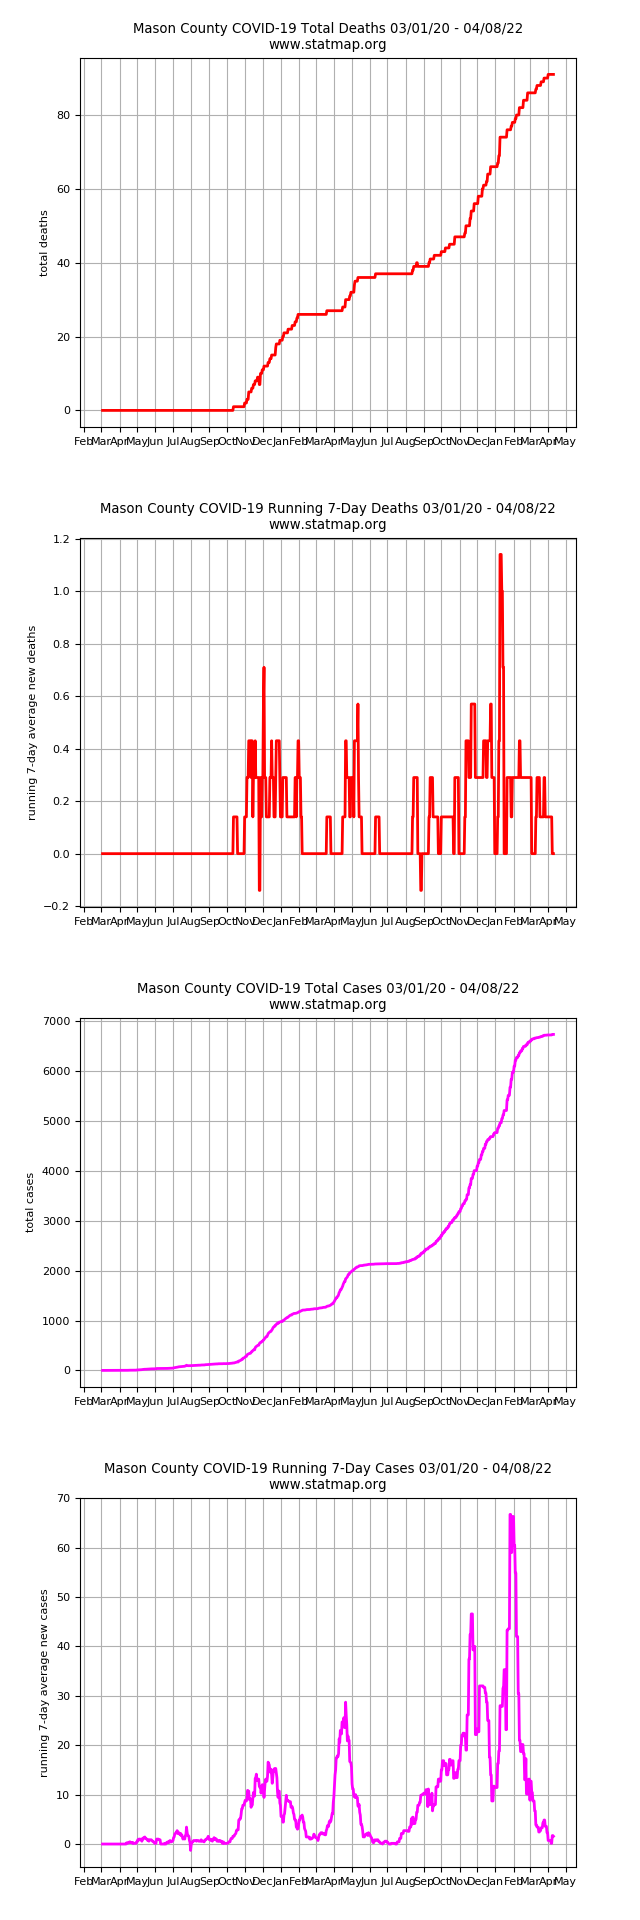 Mason County COVID-19 Total Deaths 03/01/20 - 04/08/22
www.statmap.org
total deaths
80
60
40
20
0
Feb Mar Apr May Jun Jul Aug Sep Oct Nov Dec Jan Feb Mar Apr May Jun Jul Aug Sep Oct Nov Dec Jan Feb Mar Apr May
Mason County COVID-19 Running 7-Day Deaths 03/01/20 - 04/08/22
www.statmap.org
running 7-day average new deaths
1.2
1.0
0.8
0.6
0.4
0.2
0.0
−0.2
Feb Mar Apr May Jun Jul Aug Sep Oct Nov Dec Jan Feb Mar Apr May Jun Jul Aug Sep Oct Nov Dec Jan Feb Mar Apr May
Mason County COVID-19 Total Cases 03/01/20 - 04/08/22
www.statmap.org
total cases
7000
6000
5000
4000
3000
2000
1000
0
Feb Mar Apr May Jun Jul Aug Sep Oct Nov Dec Jan Feb Mar Apr May Jun Jul Aug Sep Oct Nov Dec Jan Feb Mar Apr May
Mason County COVID-19 Running 7-Day Cases 03/01/20 - 04/08/22
www.statmap.org
running 7-day average new cases
70
60
50
40
30
20
10
0
Feb Mar Apr May Jun Jul Aug Sep Oct Nov Dec Jan Feb Mar Apr May Jun Jul Aug Sep Oct Nov Dec Jan Feb Mar Apr May